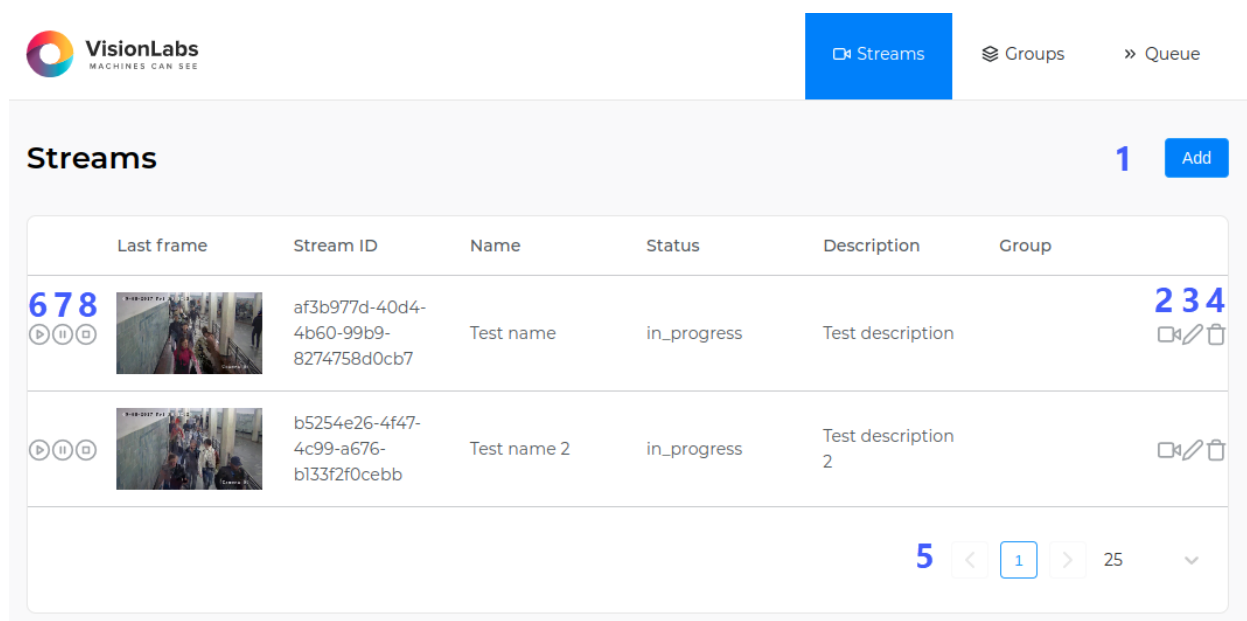 VisionLabs
MACHINES CAN SEE
Streams
Groups
Queue
Streams
1
Add
Last frame
Stream ID
Name
Status
Description
Group
6 7 8
af3b977d-40d4-
4b60-99b9-
8274758d0cb7
Test name
in_progress
Test description
2 3 4
b5254e26-4f47-
4c99-a676-
b133f2f0cebb
Test name 2
in_progress
Test description
2
5
1
25